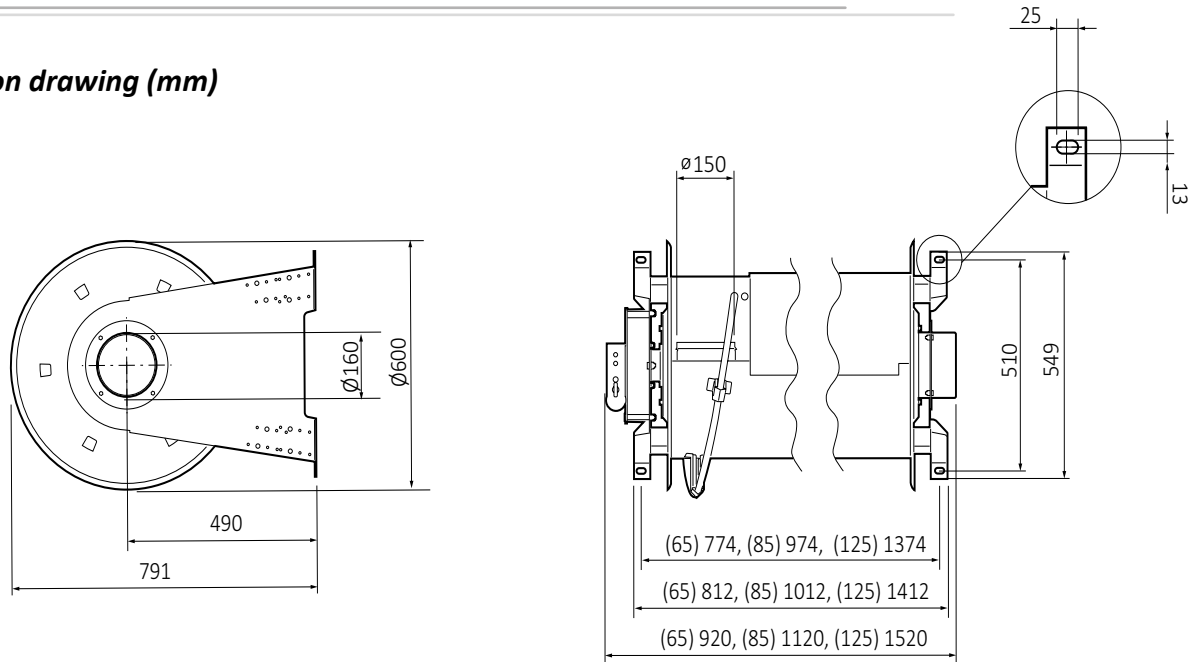 on drawing (mm)
25
13
ø150
Ø160
Ø600
510
549
490
791
(65) 774, (85) 974, (125) 1374
(65) 812, (85) 1012, (125) 1412
(65) 920, (85) 1120, (125) 1520